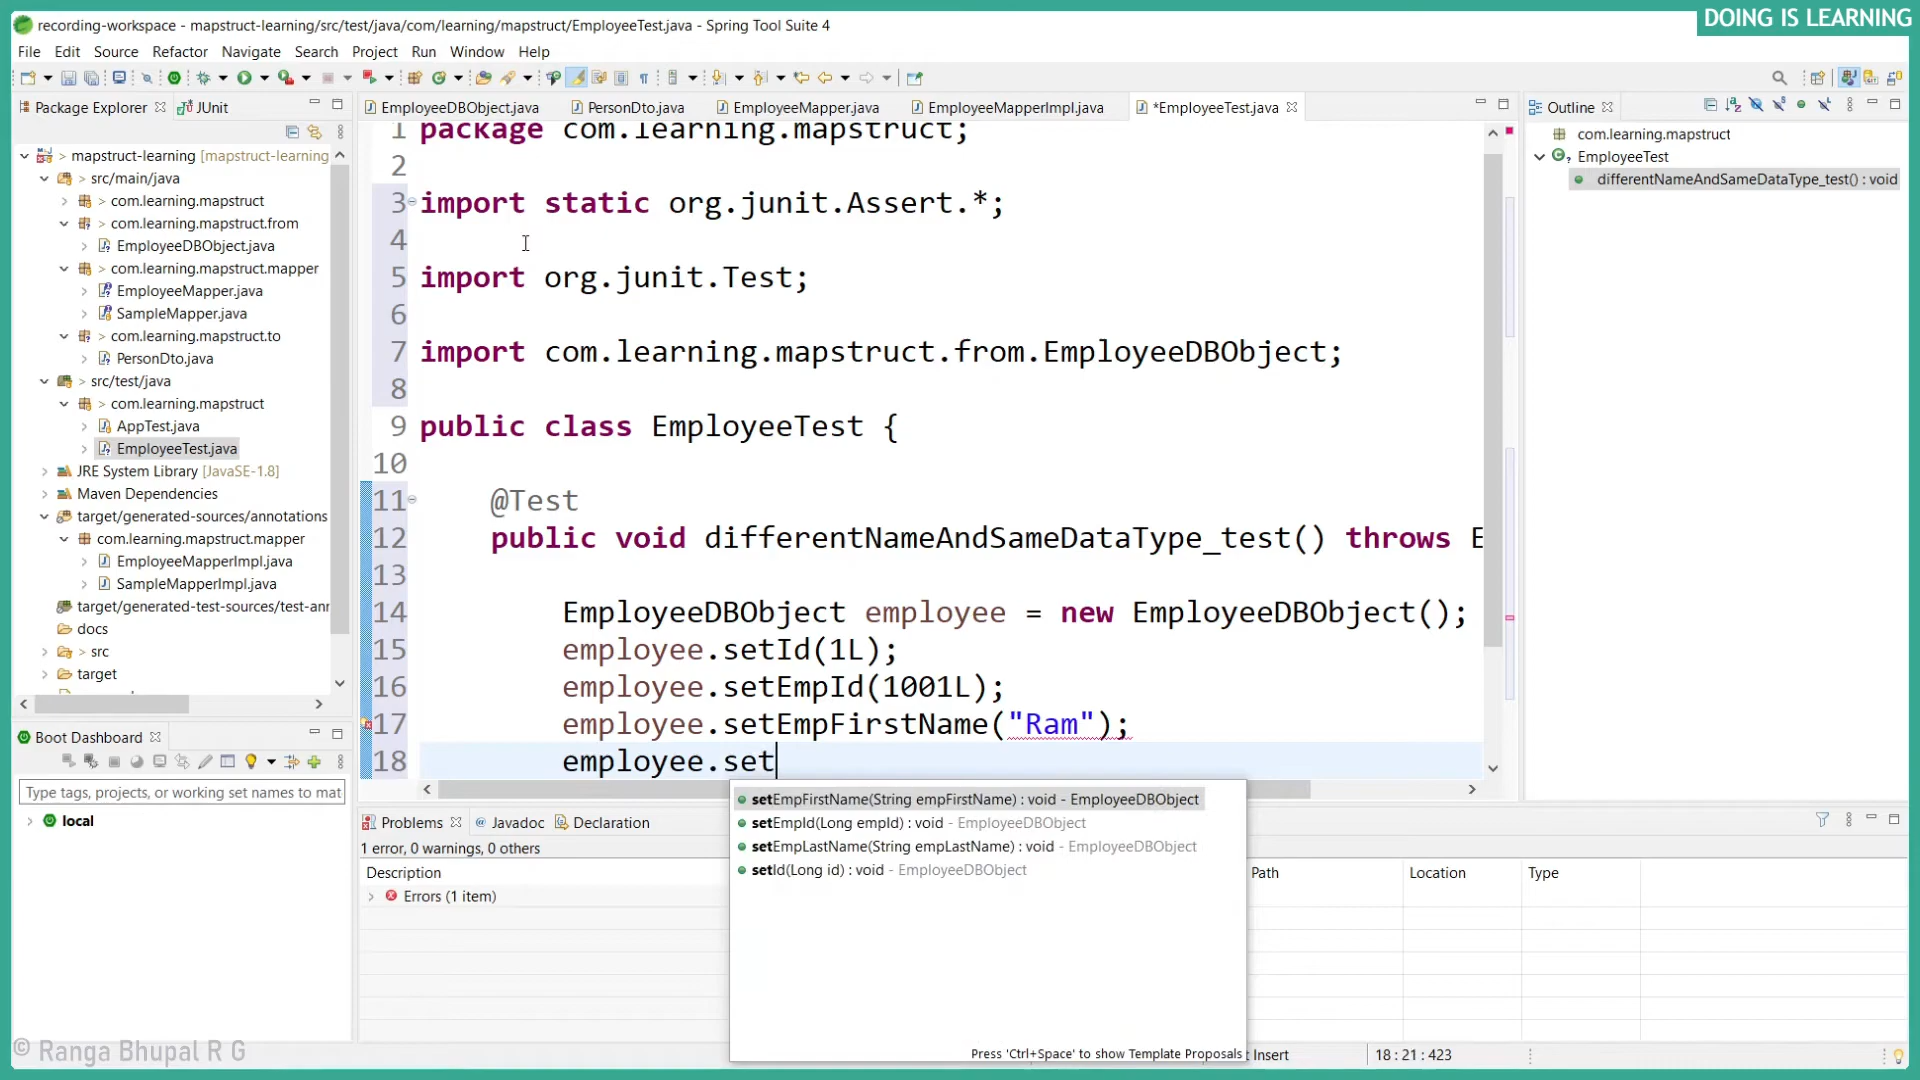 recording-workspace - mapstruct-learning/src/test/java/com/learning/mapstruct/EmployeeTest.java - Spring Tool Suite 4
DOING IS LEARNING
File Edit Source Refactor Navigate Search Project Run Window Help
Package Explorer
JUnit
mapstruct-learning [mapstruct-learning
src/main/java
com.learning.mapstruct
com.learning.mapstruct.from
EmployeeDBObject.java
com.learning.mapstruct.mapper
EmployeeMapper.java
SampleMapper.java
com.learning.mapstruct.to
PersonDto.java
src/test/java
com.learning.mapstruct
AppTest.java
EmployeeTest.java
JRE System Library [JavaSE-1.8]
Maven Dependencies
target/generated-sources/annotations
com.learning.mapstruct.mapper
EmployeeMapperImpl.java
SampleMapperImpl.java
target/generated-test-sources/test-anr
docs
src
target
Boot Dashboard
Type tags, projects, or working set names to mat
local
© Ranga Bhupal R G
EmployeeDBObject.java PersonDto.java EmployeeMapper.java EmployeeMapperImpl.java *EmployeeTest.java
1 package com.learning.mapstruct;
2
3 import static org.junit.Assert.*;
4
5 import org.junit.Test;
6
7 import com.learning.mapstruct.from.EmployeeDBObject;
8
9 public class EmployeeTest {
10
11 @Test
12 public void differentNameAndSameDataType_test() throws E
13
14 EmployeeDBObject employee = new EmployeeDBObject();
15 employee.setId(1L);
16 employee.setEmpId(1001L);
17 employee.setEmpFirstName("Ram");
18 employee.set
setEmpFirstName(String empFirstName) : void - EmployeeDBObject
setEmpId(Long empId) : void - EmployeeDBObject
setEmpLastName(String empLastName) : void - EmployeeDBObject
setId(Long id) : void - EmployeeDBObject
Press 'Ctrl+Space' to show Template Proposals
Problems Javadoc Declaration
1 error, 0 warnings, 0 others
Description Path Location Type
Errors (1 item)
t Insert 18 : 21 : 423
Outline
com.learning.mapstruct
EmployeeTest
differentNameAndSameDataType_test() : void